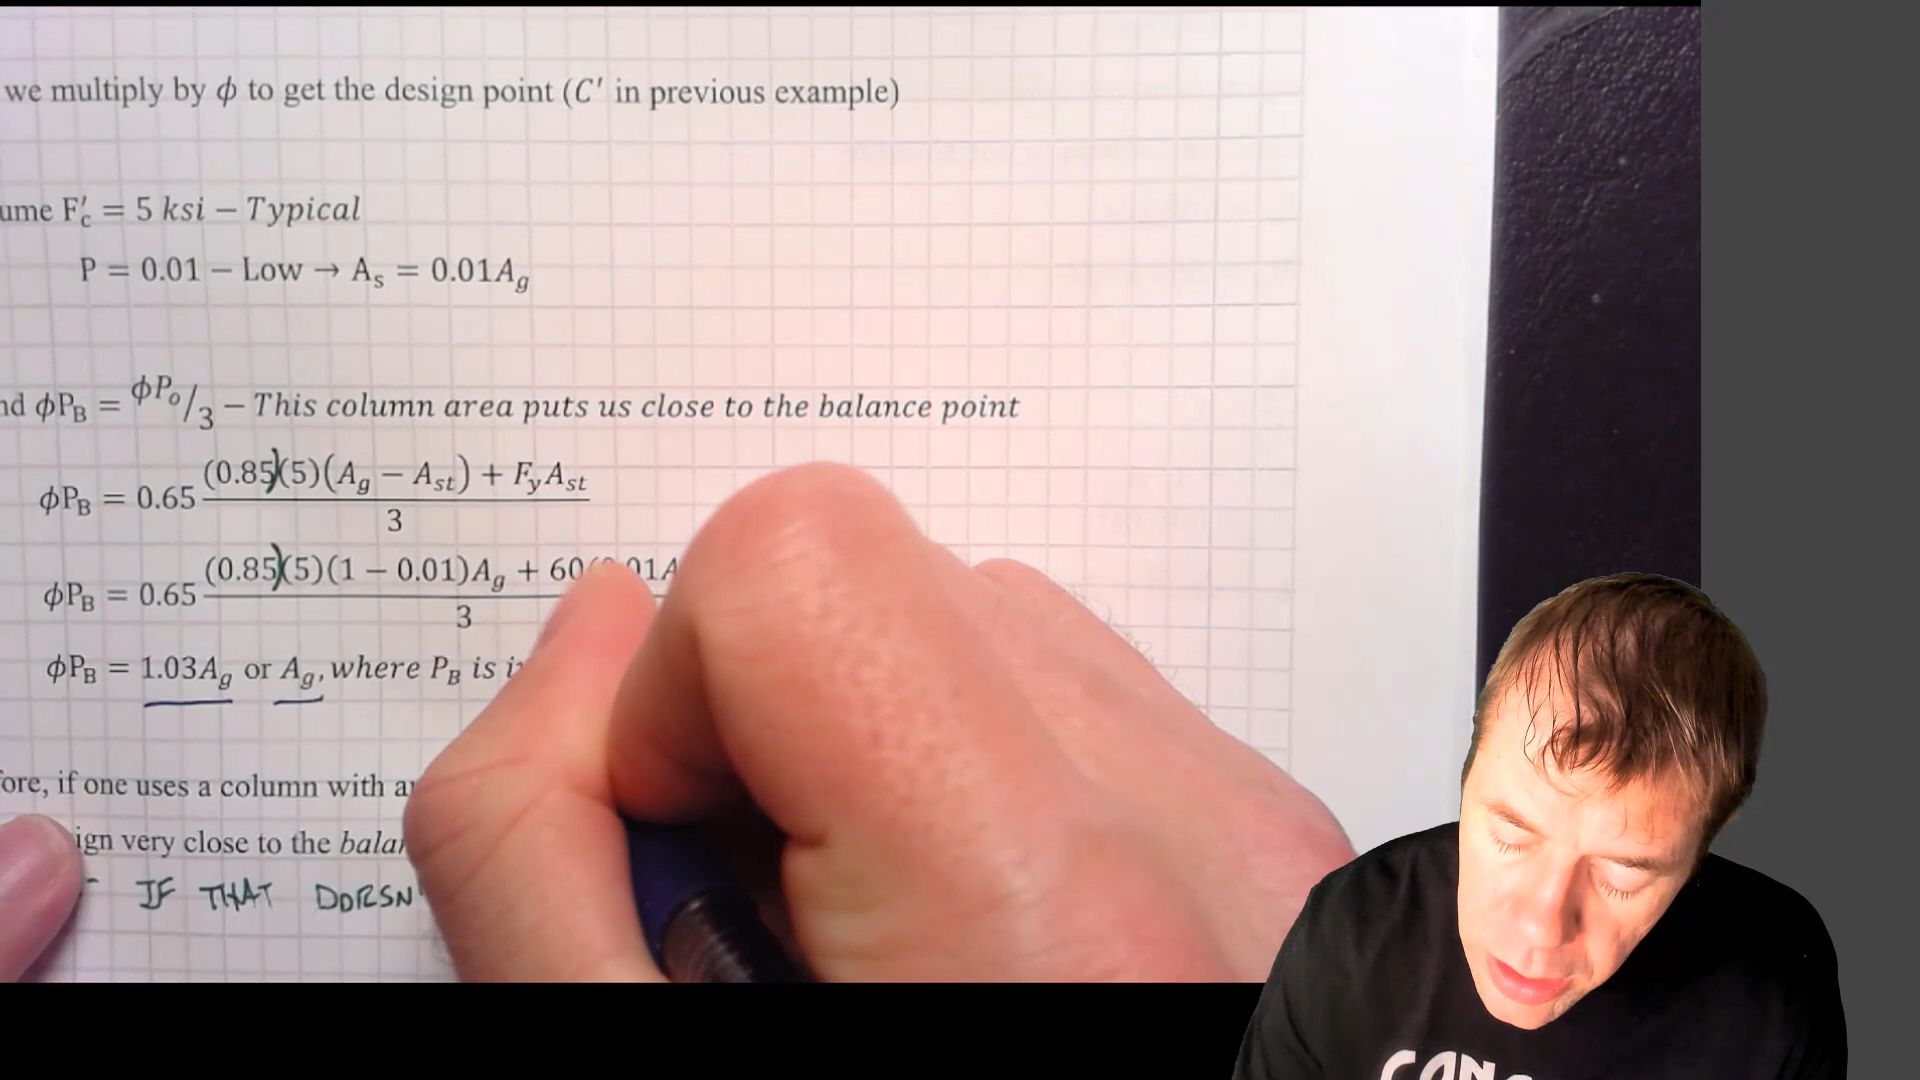 we multiply by ϕ to get the design point (C′ in previous example)
ume F′c = 5 ksi − Typical
P = 0.01 − Low → As = 0.01Ag
nd ϕPB = ϕPo/3 − This column area puts us close to the balance point
ϕPB = 0.65 (0.85)(5)(Ag − Ast) + FyAst / 3
ϕPB = 0.65 (0.85)(5)(1 − 0.01)Ag + 60 01A / 3
ϕPB = 1.03Ag or Ag, where PB is
ore, if one uses a column with
ign very close to the
- IF THAT DOESN'